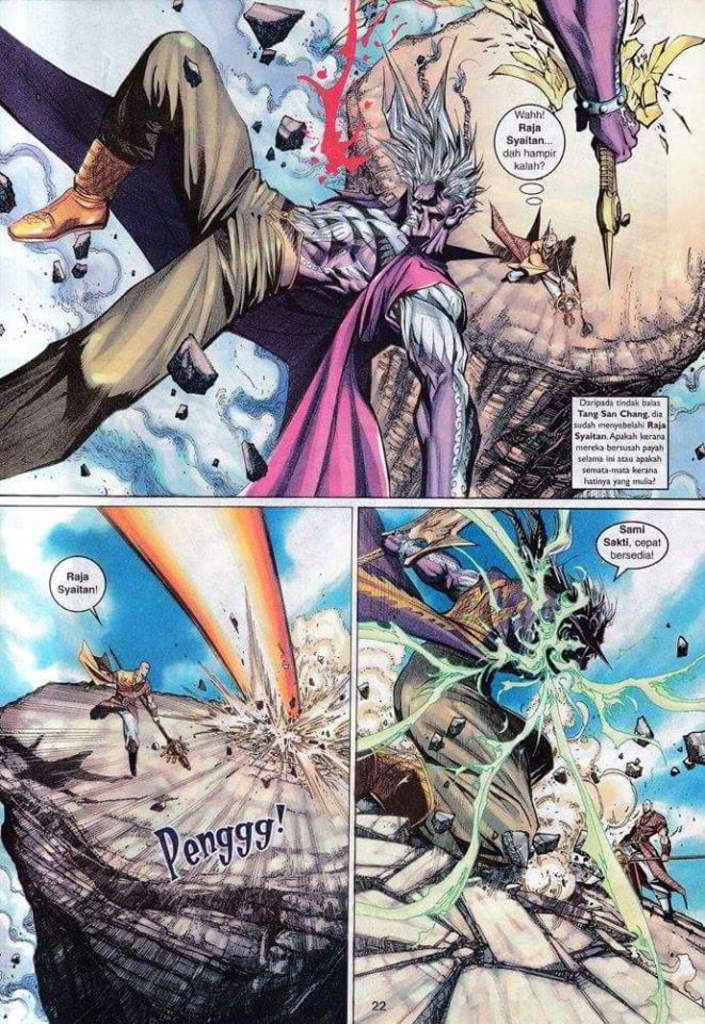 Wahh!
Raja
Syaitan...
dah hampir
kalah?
Daripada tindak balas
Tang San Chang, dia
sudah menyebelahi Raja
Syaitan. Apakah kerana
mereka bersusah payah
selama ini atau apakah
semata-mata kerana
hatinya yang mulia?
Raja
Syaitan!
Penggg!
Sami
Sakti, cepat
bersedia!
22